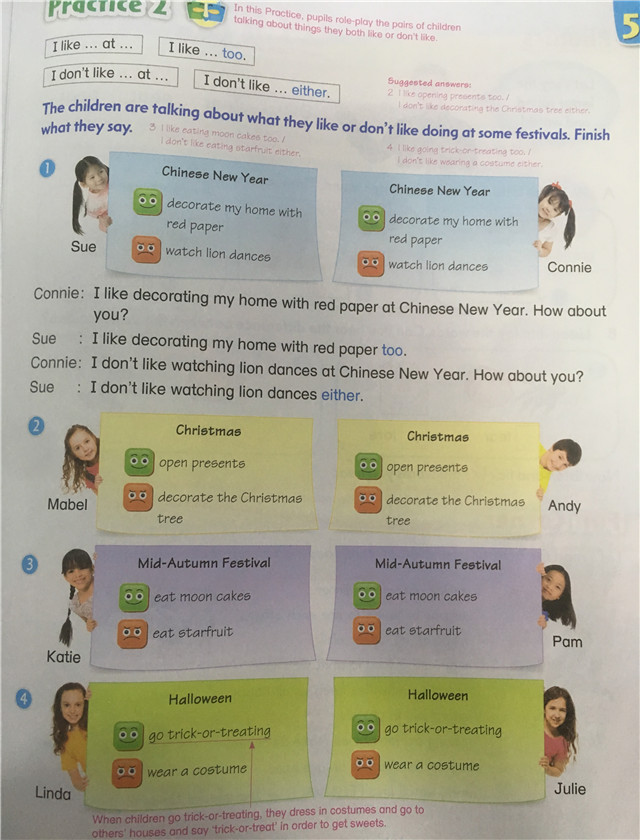 Practice 2
In this Practice, pupils role-play the pairs of children
talking about things they both like or don't like.
5
I like ... at ...
I like ... too.
I don't like ... at ...
I don't like ... either.
Suggested answers:
2 I like opening presents too. /
I don't like decorating the Christmas tree either.
The children are talking about what they like or don't like doing at some festivals. Finish
what they say.
3 I like eating moon cakes too. /
I don't like eating starfruit either.
4 I like going trick-or-treating too. /
I don't like wearing a costume either.
1
Chinese New Year
decorate my home with
red paper
watch lion dances
Sue
Chinese New Year
decorate my home with
red paper
watch lion dances
Connie
Connie: I like decorating my home with red paper at Chinese New Year. How about
you?
Sue : I like decorating my home with red paper too.
Connie: I don't like watching lion dances at Chinese New Year. How about you?
Sue : I don't like watching lion dances either.
2
Christmas
open presents
decorate the Christmas
tree
Mabel
Christmas
open presents
decorate the Christmas
tree
Andy
3
Mid-Autumn Festival
eat moon cakes
eat starfruit
Katie
Mid-Autumn Festival
eat moon cakes
eat starfruit
Pam
4
Halloween
go trick-or-treating
wear a costume
Linda
Halloween
go trick-or-treating
wear a costume
Julie
When children go trick-or-treating, they dress in costumes and go to
others' houses and say 'trick-or-treat' in order to get sweets.